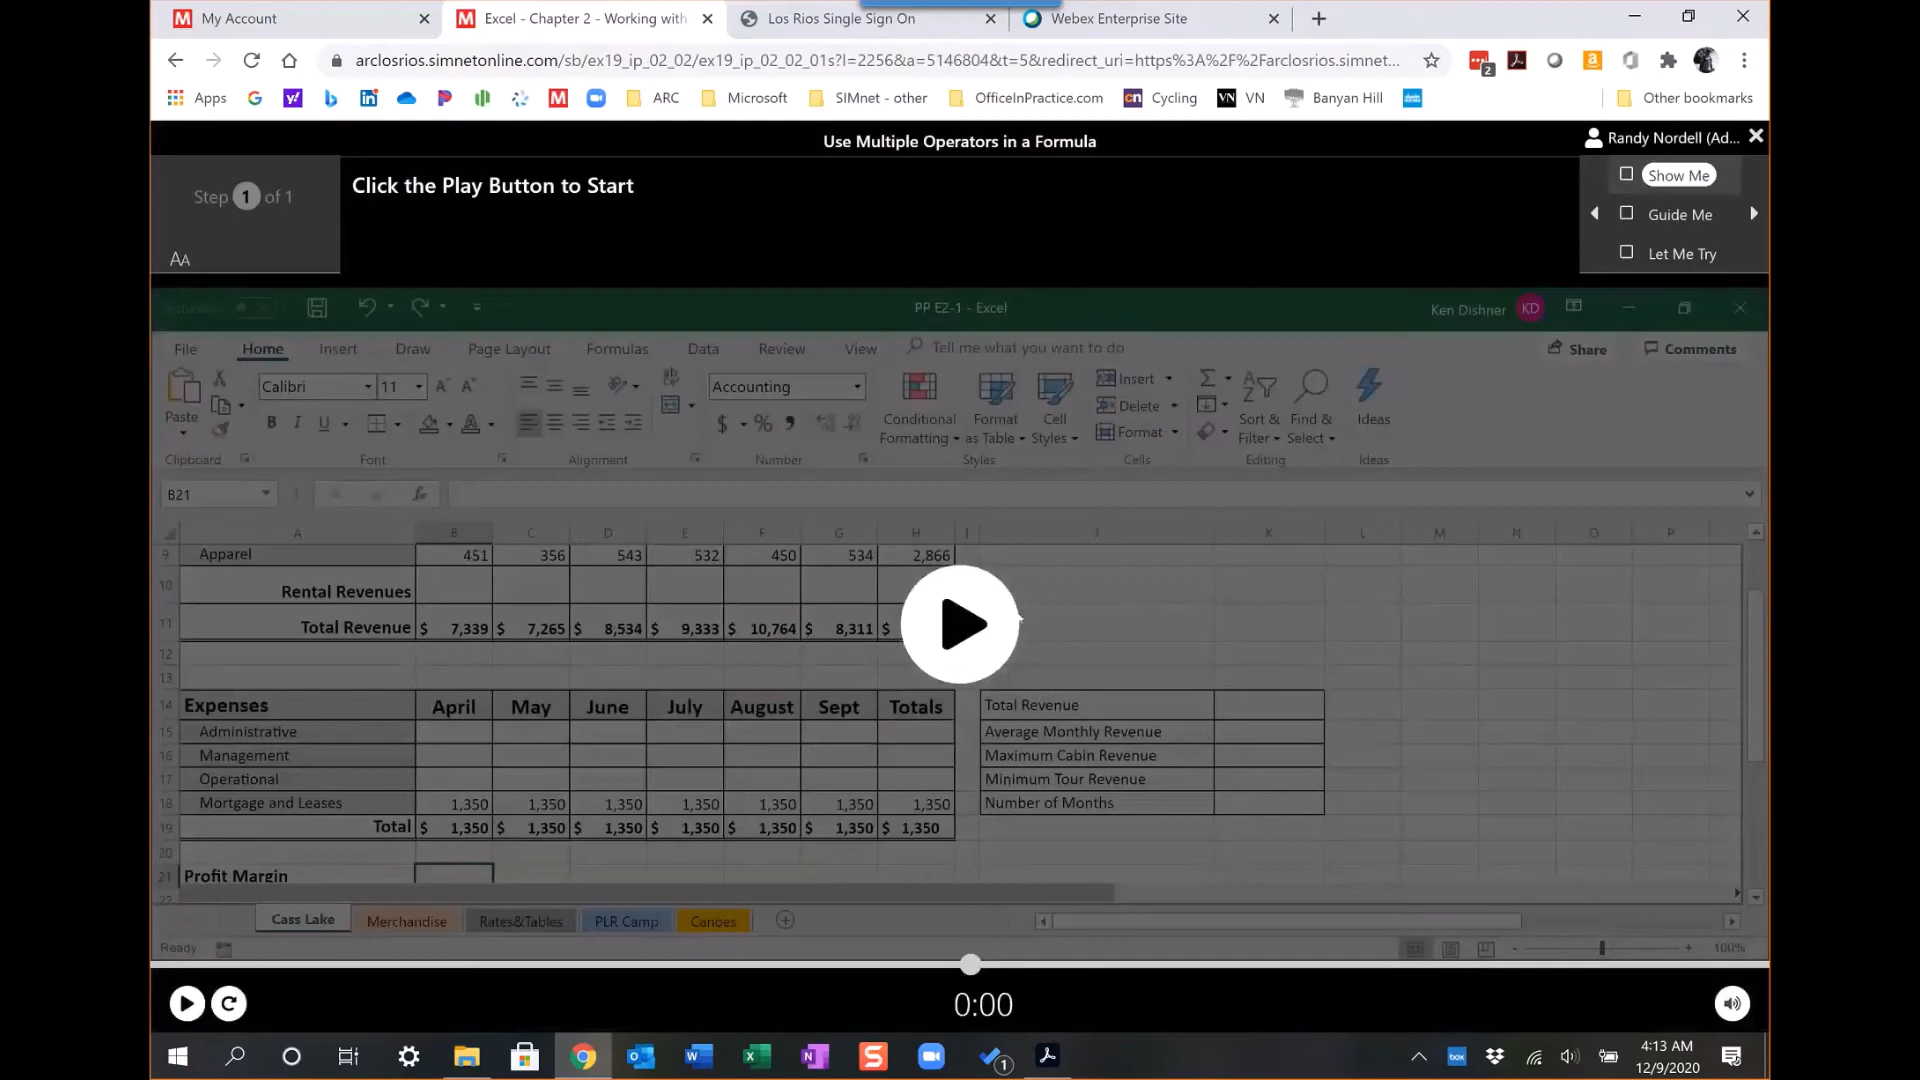 My Account
Excel - Chapter 2 - Working with
Los Rios Single Sign On
Webex Enterprise Site
arclosrios.simnetonline.com/sb/ex19_ip_02_02/ex19_ip_02_02_01s?l=2256&a=5146804&t=5&redirect_uri=https%3A%2F%2Farclosrios.simnet...
2
Apps
ARC
Microsoft
SIMnet - other
OfficeInPractice.com
Cycling
VN
VN
Banyan Hill
Other bookmarks
Use Multiple Operators in a Formula
Randy Nordell (Ad...
Step 1 of 1
Click the Play Button to Start
Show Me
Guide Me
Let Me Try
AA
PP E2-1 - Excel
Ken Dishner
KD
File Home Insert Draw Page Layout Formulas Data Review View Tell me what you want to do
Share
Comments
Paste
Calibri 11
Accounting
Conditional Formatting
Format as Table
Cell Styles
Insert
Delete
Format
Sort & Filter
Find & Select
Ideas
Clipboard Font Alignment Number Styles Cells Editing Ideas
B21 fx
A B C D E F G H I J K L M N O P
9 Apparel 451 356 543 532 450 534 2,866
10 Rental Revenues
11 Total Revenue $ 7,339 $ 7,265 $ 8,534 $ 9,333 $ 10,764 $ 8,311 $
12
13
14 Expenses April May June July August Sept Totals Total Revenue
15 Administrative Average Monthly Revenue
16 Management Maximum Cabin Revenue
17 Operational Minimum Tour Revenue
18 Mortgage and Leases 1,350 1,350 1,350 1,350 1,350 1,350 1,350 Number of Months
19 Total $ 1,350 $ 1,350 $ 1,350 $ 1,350 $ 1,350 $ 1,350 $ 1,350
20
21 Profit Margin
22
Cass Lake Merchandise Rates&Tables PLR Camp Canoes
Ready
100%
0:00
4:13 AM
12/9/2020